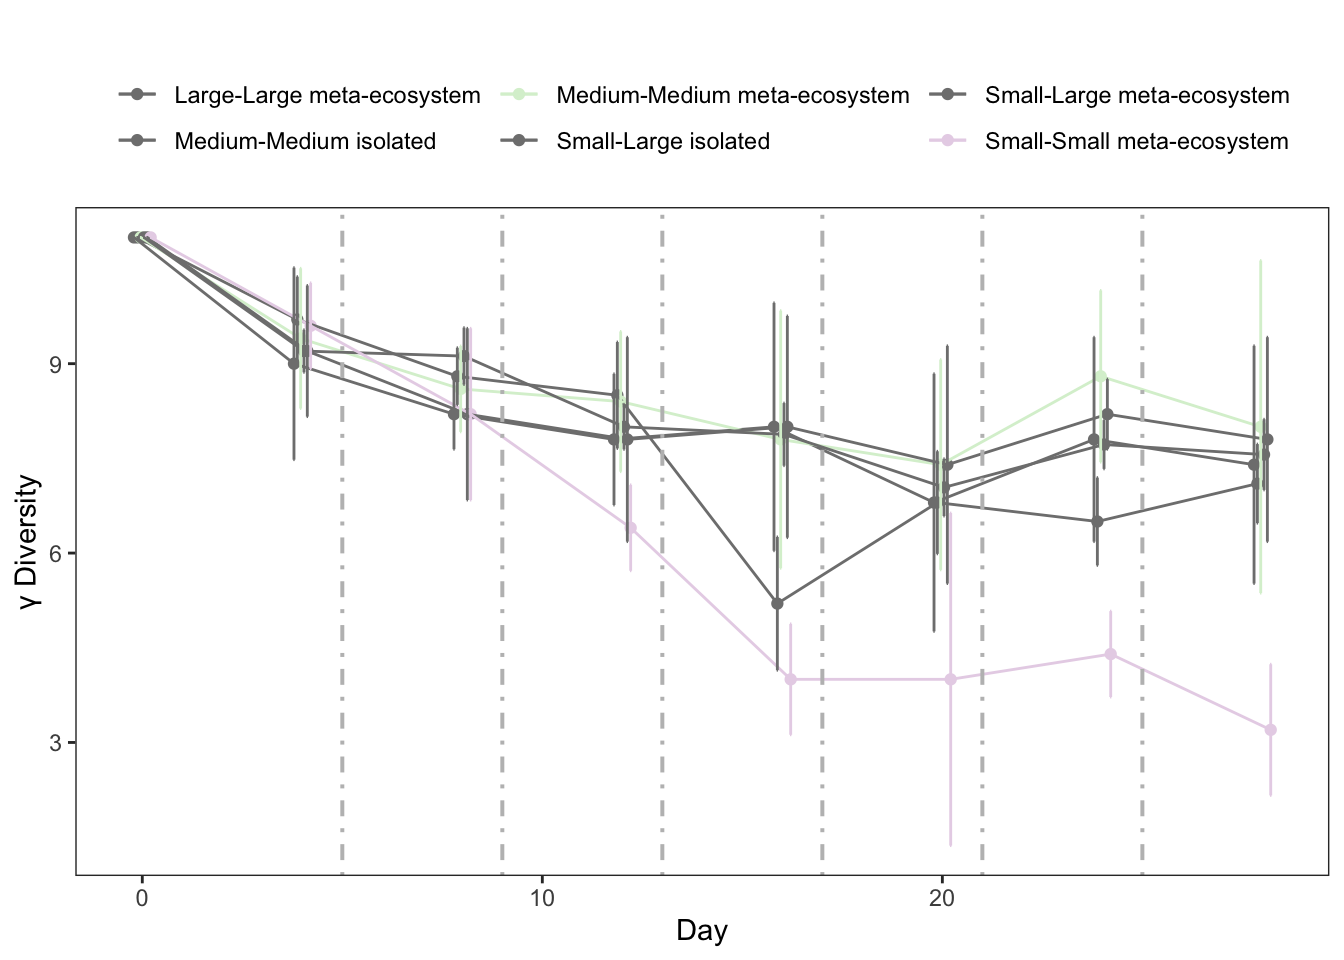 Large-Large meta-ecosystem Medium-Medium meta-ecosystem Small-Large meta-ecosystem
Medium-Medium isolated Small-Large isolated Small-Small meta-ecosystem
9
6
3
γ Diversity
0 10 20
Day